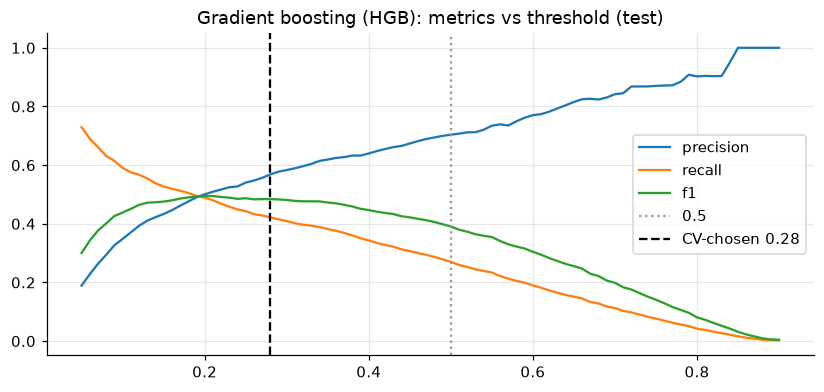 Gradient boosting (HGB): metrics vs threshold (test)
1.0
0.8
0.6
0.4
0.2
0.0
precision
recall
f1
0.5
CV-chosen 0.28
0.2
0.4
0.6
0.8